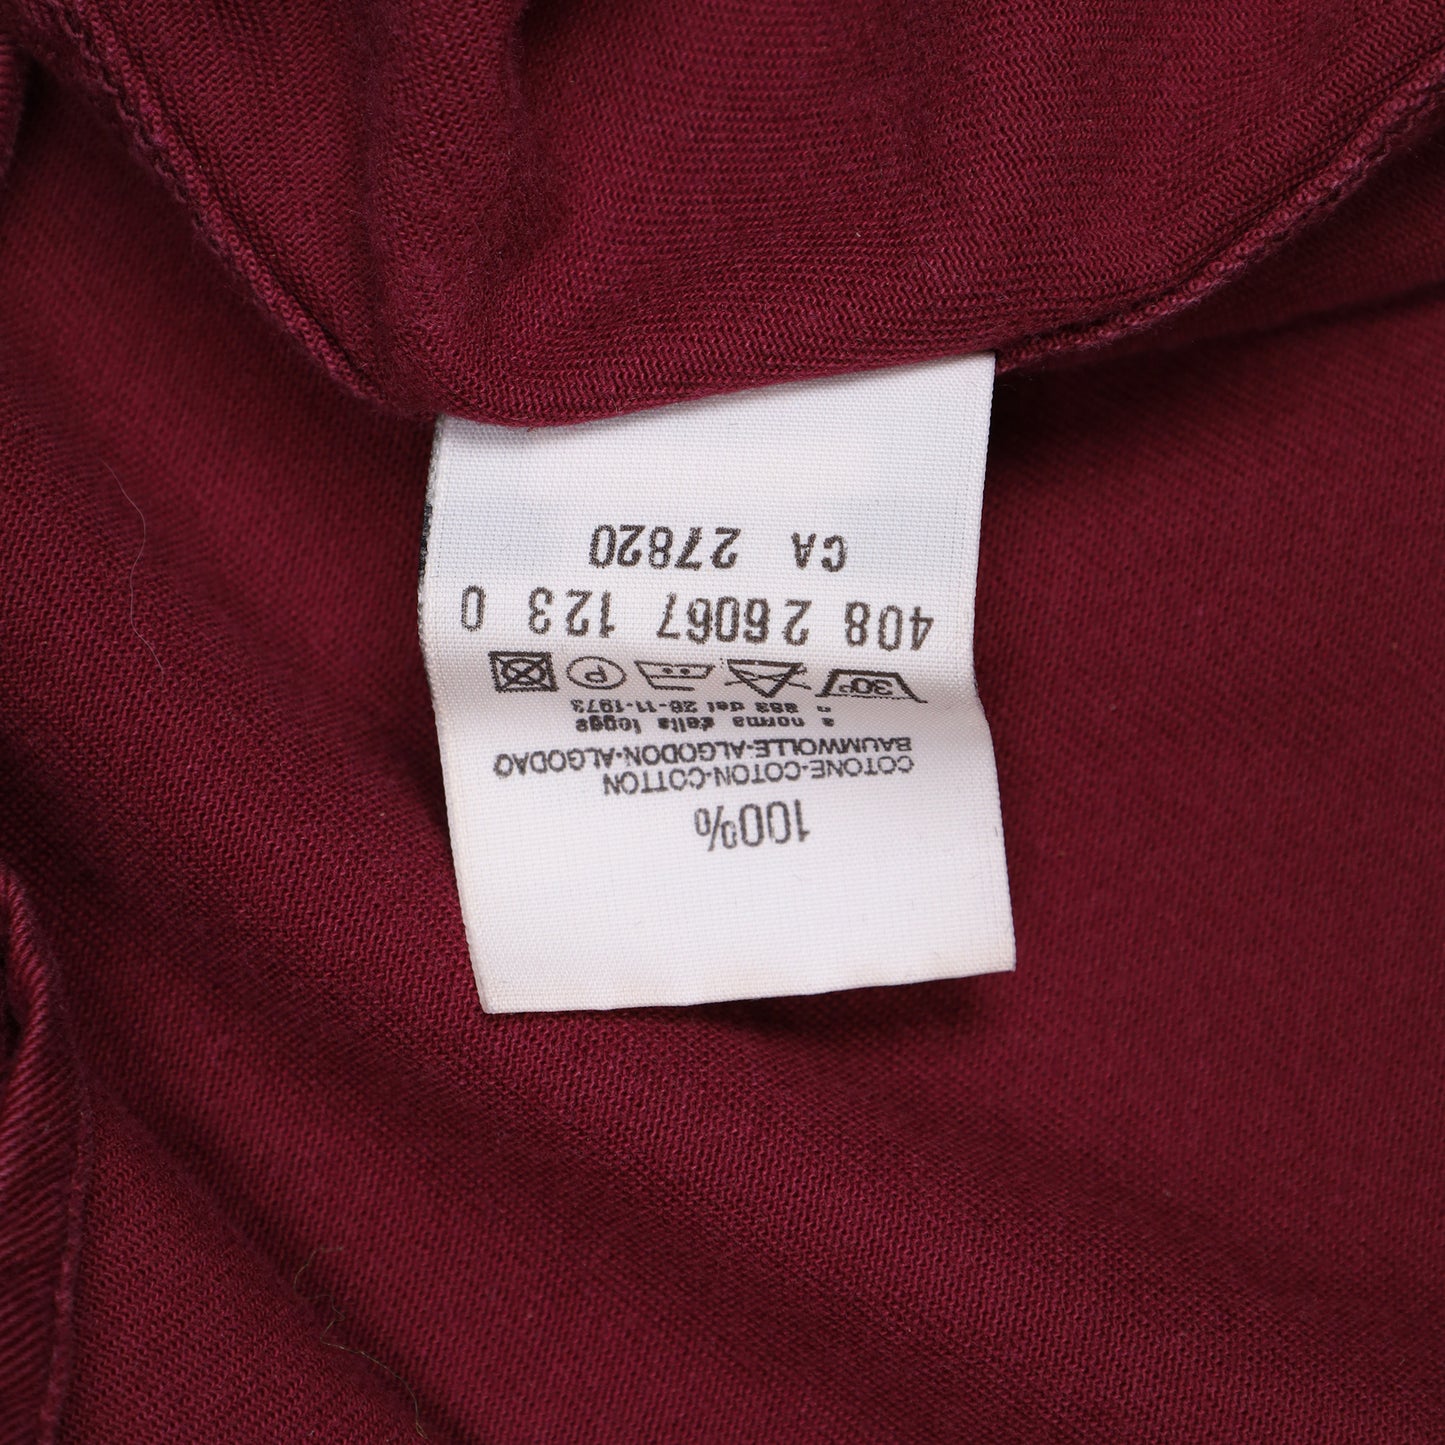 100%
COTONE-COTON-COTTON
BAUMWOLLE-ALGODON-ALGODAO
a norma della legge
n 883 del 26-11-1973
30° P
408 26067 123 0
CA 27820